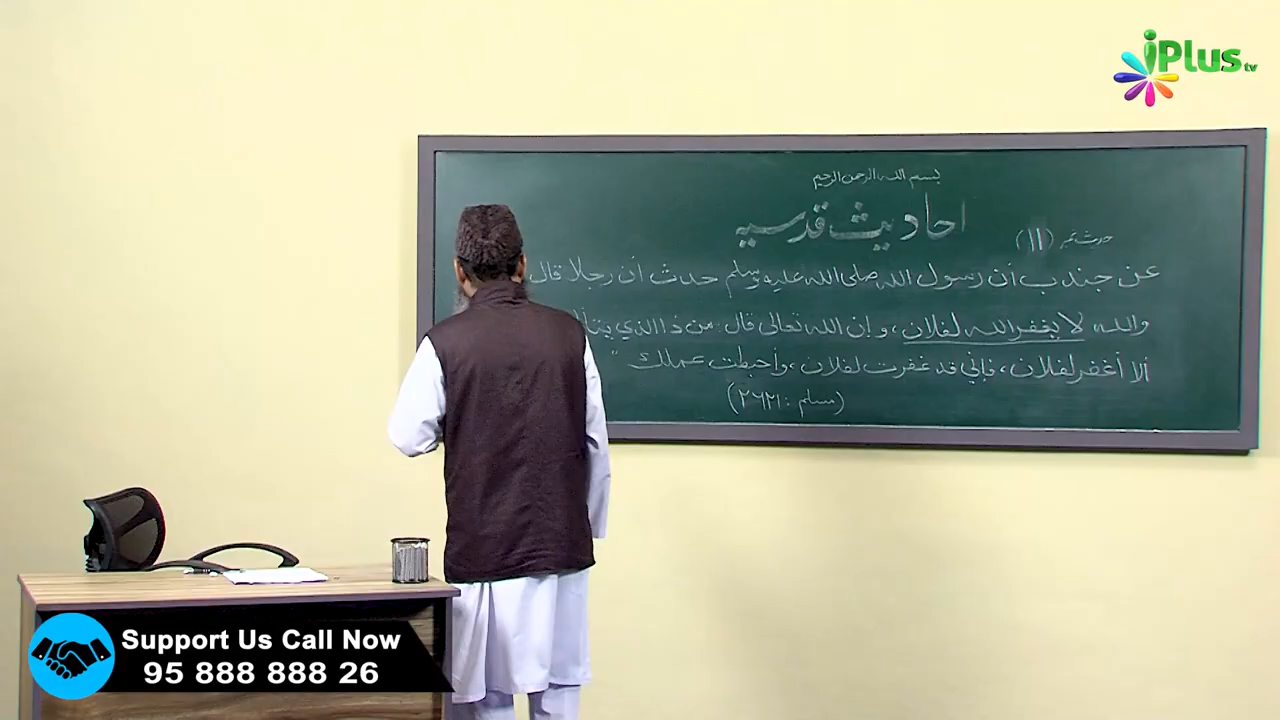 iPlus tv
بسم الله الرحمن الرحيم
احاديث قدسيه
حدیث نمبر (11)
عن جندب أن رسول الله صلى الله عليه وسلم حدث أن رجلا قال
والله لا يغفر الله لفلان ، وإن الله تعالى قال : من ذا الذي
ألا أغفر لفلان ، فإني قد غفرت لفلان ، وأحبطت عملك "
(مسلم : ٢٦٢١)
Support Us Call Now
95 888 888 26